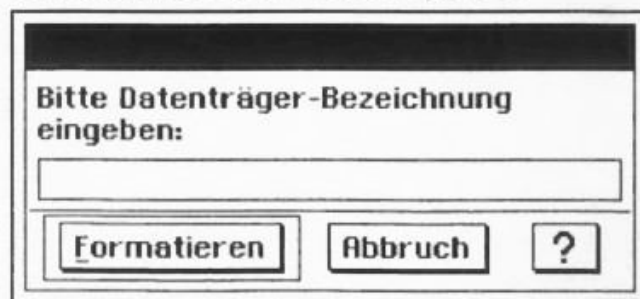 Bitte Datenträger-Bezeichnung
eingeben:
Formatieren Abbruch ?